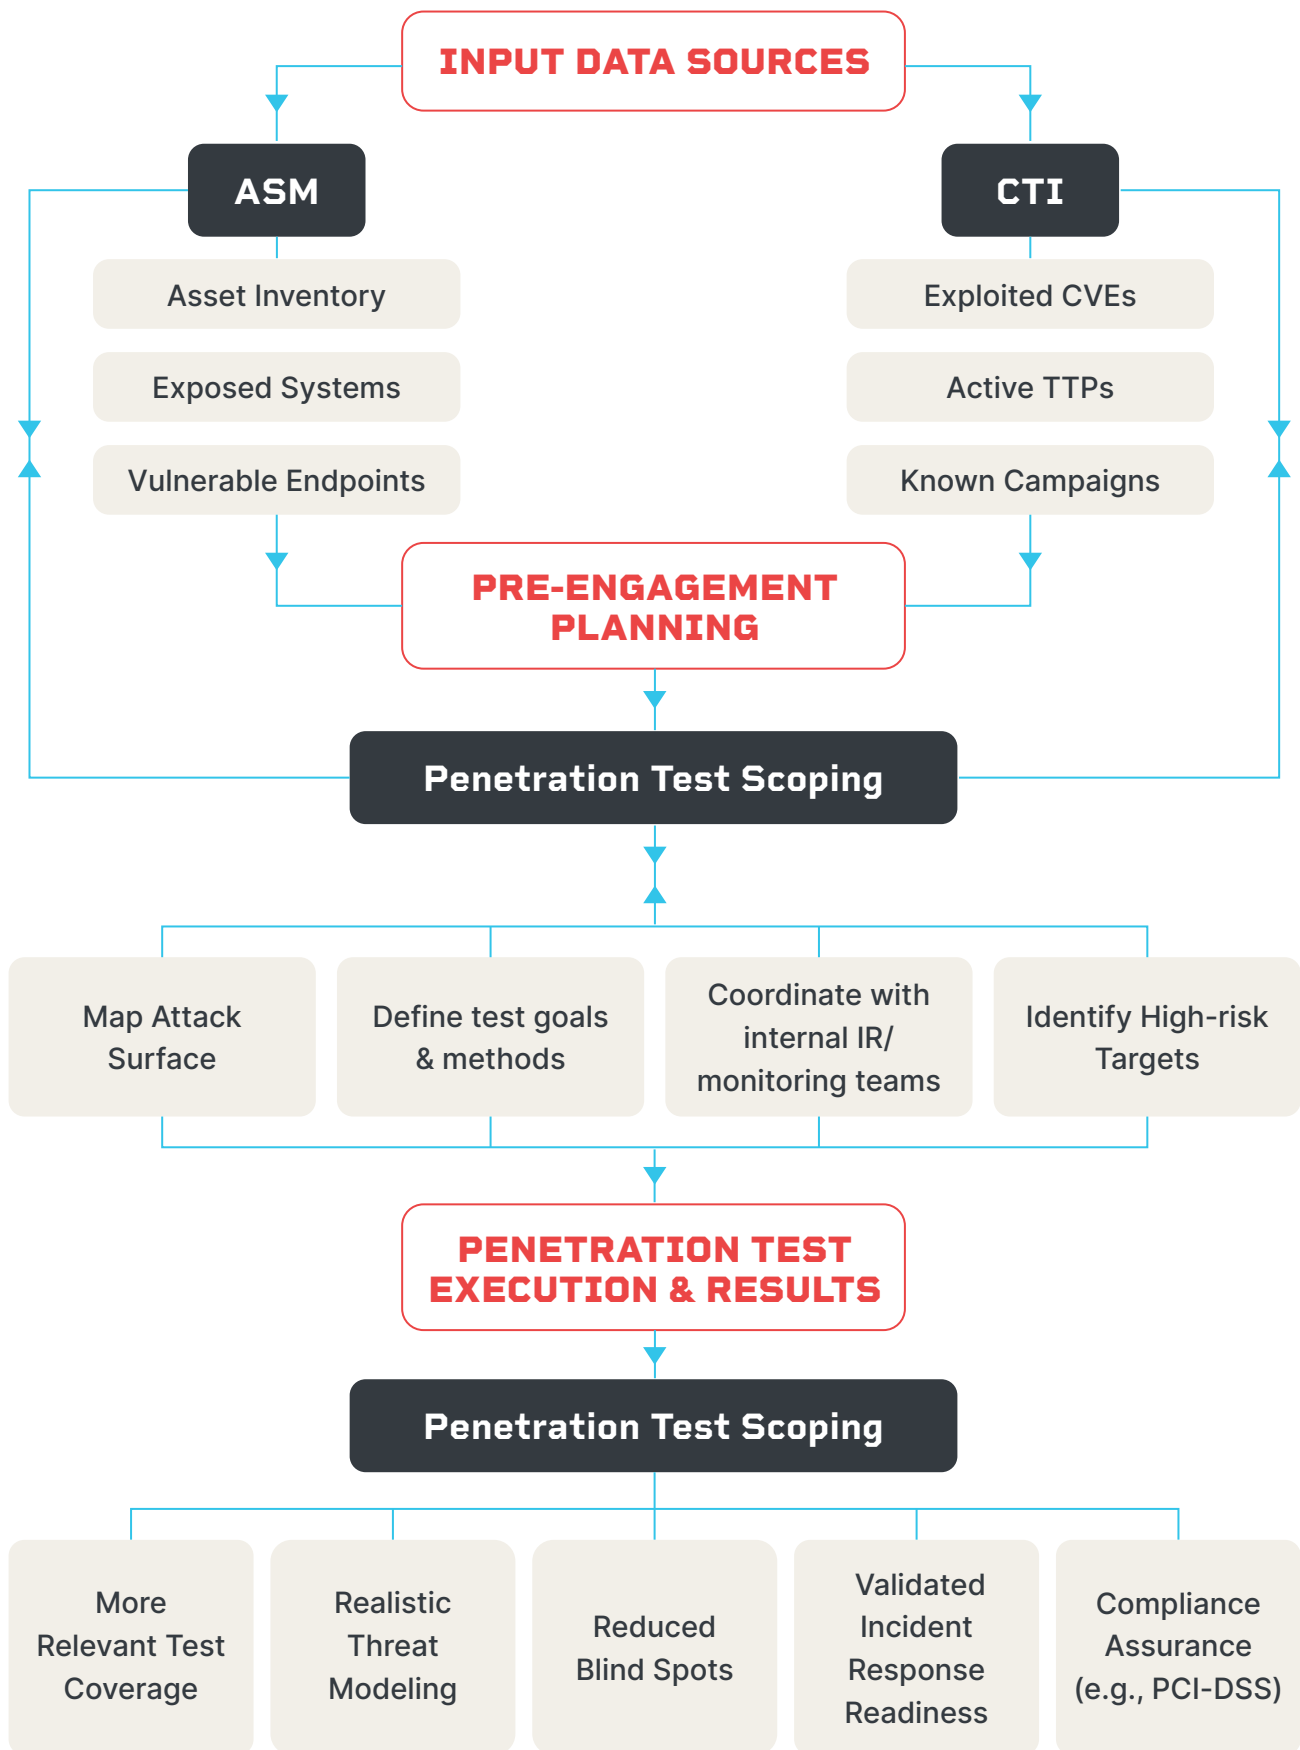 INPUT DATA SOURCES
ASM
Asset Inventory
Exposed Systems
Vulnerable Endpoints
CTI
Exploited CVEs
Active TTPs
Known Campaigns
PRE-ENGAGEMENT
PLANNING
Penetration Test Scoping
Map Attack
Surface
Define test goals
& methods
Coordinate with
internal IR/
monitoring teams
Identify High-risk
Targets
PENETRATION TEST
EXECUTION & RESULTS
Penetration Test Scoping
More
Relevant Test
Coverage
Realistic
Threat
Modeling
Reduced
Blind Spots
Validated
Incident
Response
Readiness
Compliance
Assurance
(e.g., PCI-DSS)